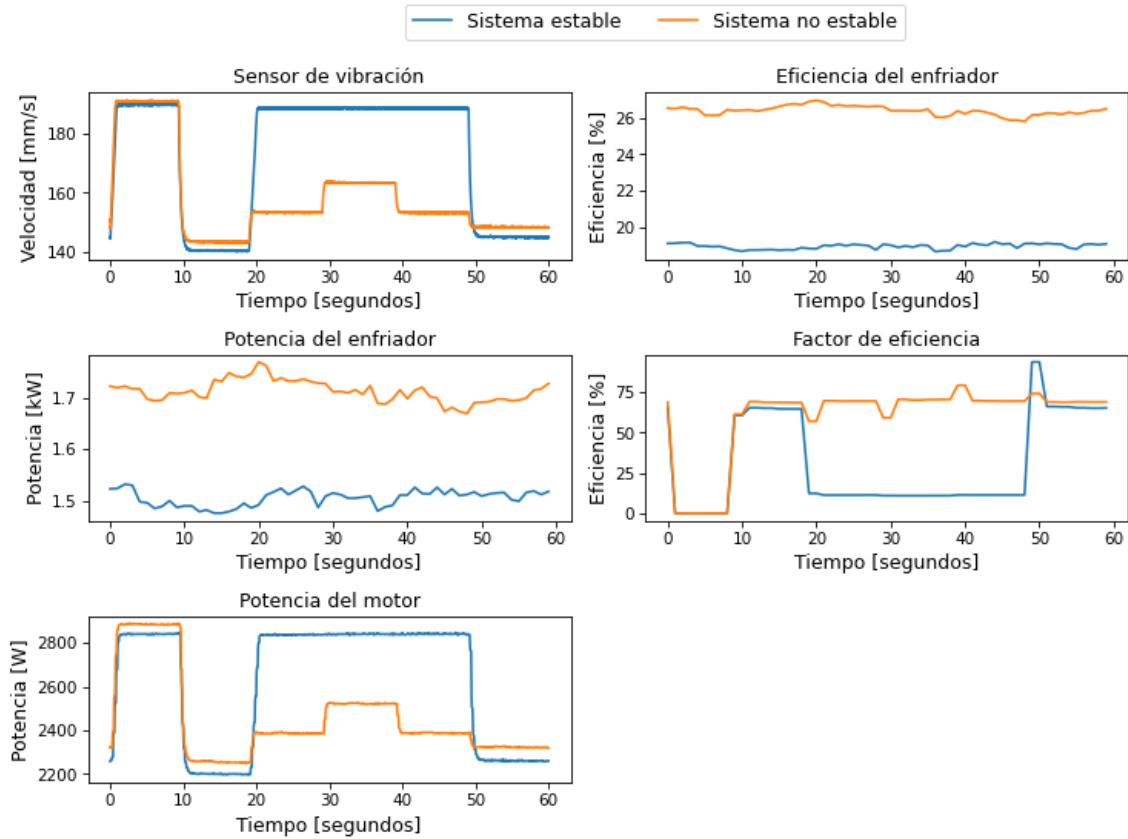 Sistema estable
Sistema no estable
Sensor de vibración
Velocidad [mm/s]
180
160
140
0 10 20 30 40 50 60
Tiempo [segundos]
Eficiencia del enfriador
Eficiencia [%]
26
24
22
20
0 10 20 30 40 50 60
Tiempo [segundos]
Potencia del enfriador
Potencia [kW]
1.7
1.6
1.5
0 10 20 30 40 50 60
Tiempo [segundos]
Factor de eficiencia
Eficiencia [%]
75
50
25
0
0 10 20 30 40 50 60
Tiempo [segundos]
Potencia del motor
Potencia [W]
2800
2600
2400
2200
0 10 20 30 40 50 60
Tiempo [segundos]